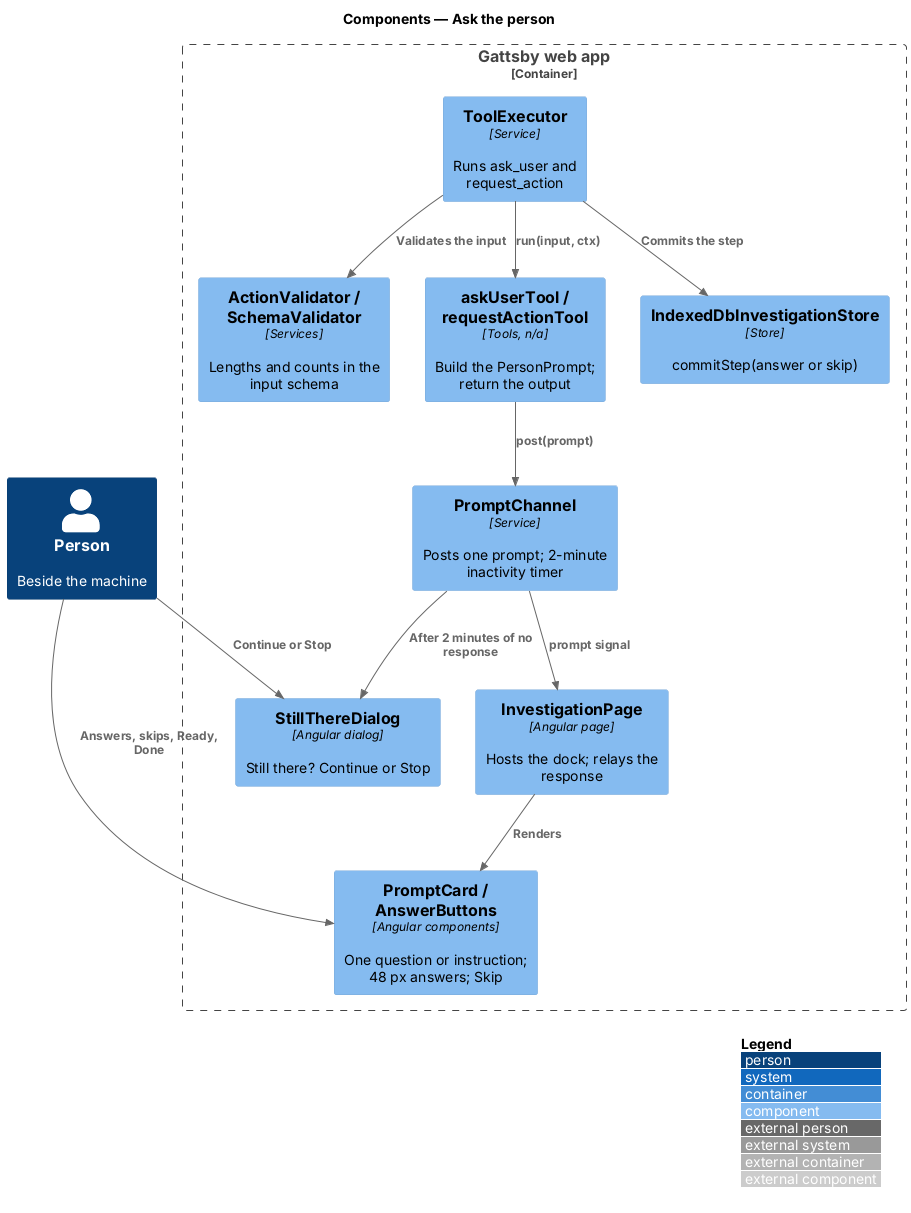 Components — Ask the person
Gattsby web app
[Container]
ToolExecutor
[Service]
Runs ask_user and
request_action
Validates the input
run(input, ctx)
Commits the step
ActionValidator /
SchemaValidator
[Services]
Lengths and counts in the
input schema
askUserTool /
requestActionTool
[Tools, n/a]
Build the PersonPrompt;
return the output
IndexedDbInvestigationStore
[Store]
commitStep(answer or skip)
post(prompt)
Person
Beside the machine
PromptChannel
[Service]
Posts one prompt; 2-minute
inactivity timer
Continue or Stop
After 2 minutes of no
response
prompt signal
Answers, skips, Ready,
Done
StillThereDialog
[Angular dialog]
Still there? Continue or Stop
InvestigationPage
[Angular page]
Hosts the dock; relays the
response
Renders
PromptCard /
AnswerButtons
[Angular components]
One question or instruction;
48 px answers; Skip
Legend
person
system
container
component
external person
external system
external container
external component